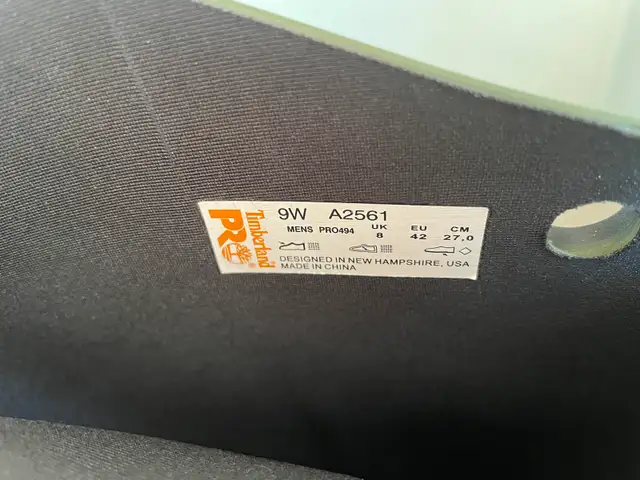 Timberland
PRO®
9W A2561
UK EU CM
MENS PRO494 8 42 27,0
DESIGNED IN NEW HAMPSHIRE, USA
MADE IN CHINA